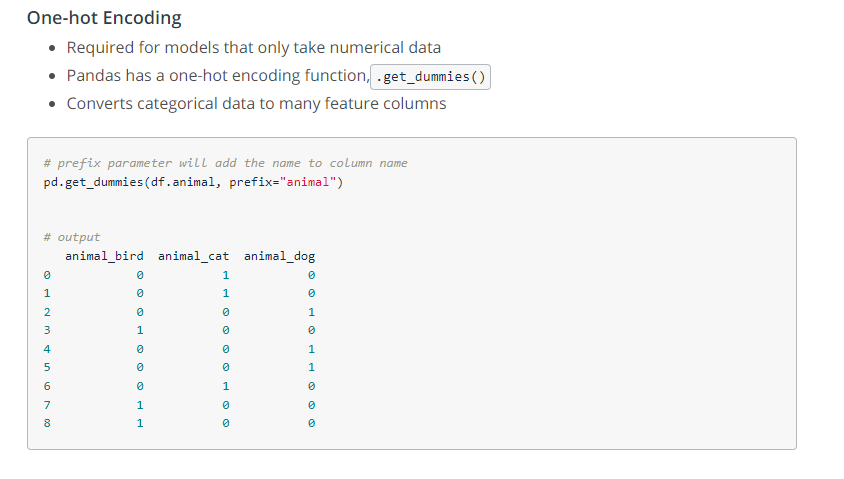 One-hot Encoding
• Required for models that only take numerical data
• Pandas has a one-hot encoding function, .get_dummies()
• Converts categorical data to many feature columns
# prefix parameter will add the name to column name
pd.get_dummies(df.animal, prefix="animal")
# output
   animal_bird  animal_cat  animal_dog
0            0           1           0
1            0           1           0
2            0           0           1
3            1           0           0
4            0           0           1
5            0           0           1
6            0           1           0
7            1           0           0
8            1           0           0